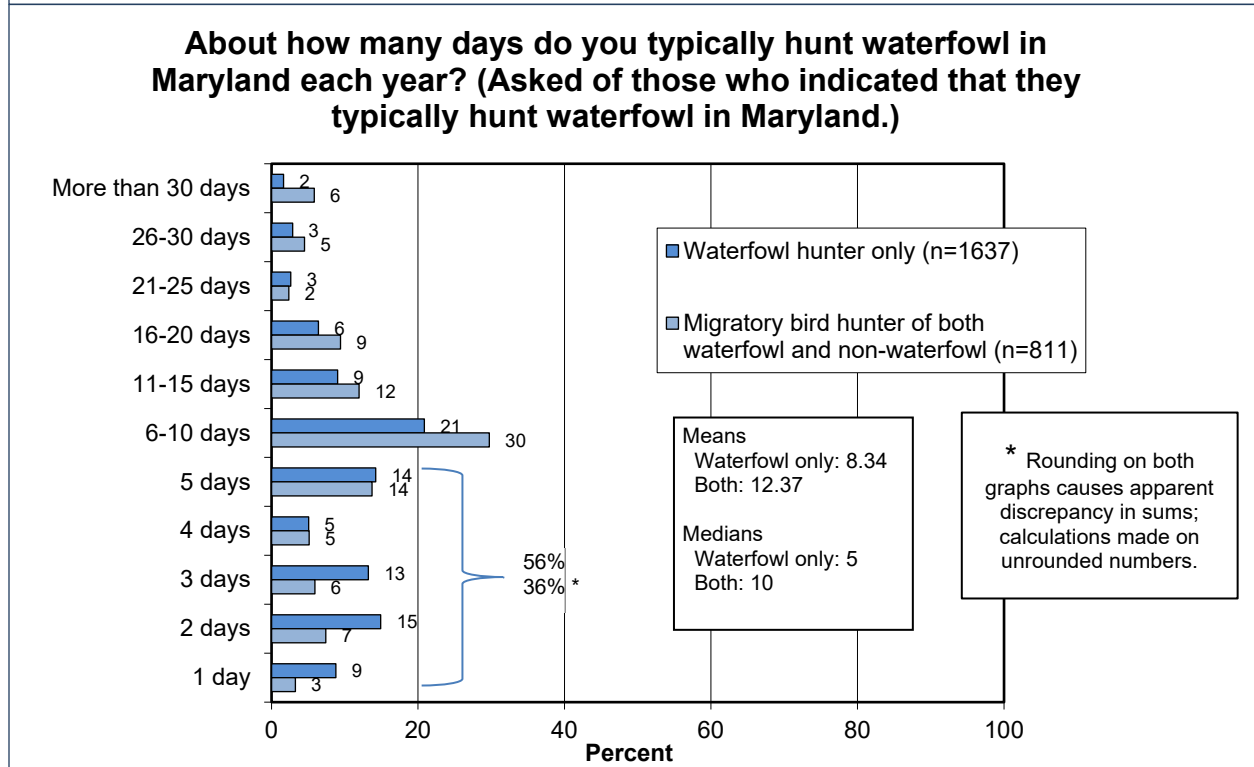 About how many days do you typically hunt waterfowl in
Maryland each year? (Asked of those who indicated that they
typically hunt waterfowl in Maryland.)
More than 30 days
2
6
26-30 days
3
5
21-25 days
3
2
16-20 days
6
9
11-15 days
9
12
6-10 days
21
30
5 days
14
14
4 days
5
5
3 days
13
6
2 days
15
7
1 day
9
3
56%
36% *
0
20
40
60
80
100
Percent
Waterfowl hunter only (n=1637)
Migratory bird hunter of both
waterfowl and non-waterfowl (n=811)
Means
Waterfowl only: 8.34
Both: 12.37
Medians
Waterfowl only: 5
Both: 10
* Rounding on both
graphs causes apparent
discrepancy in sums;
calculations made on
unrounded numbers.